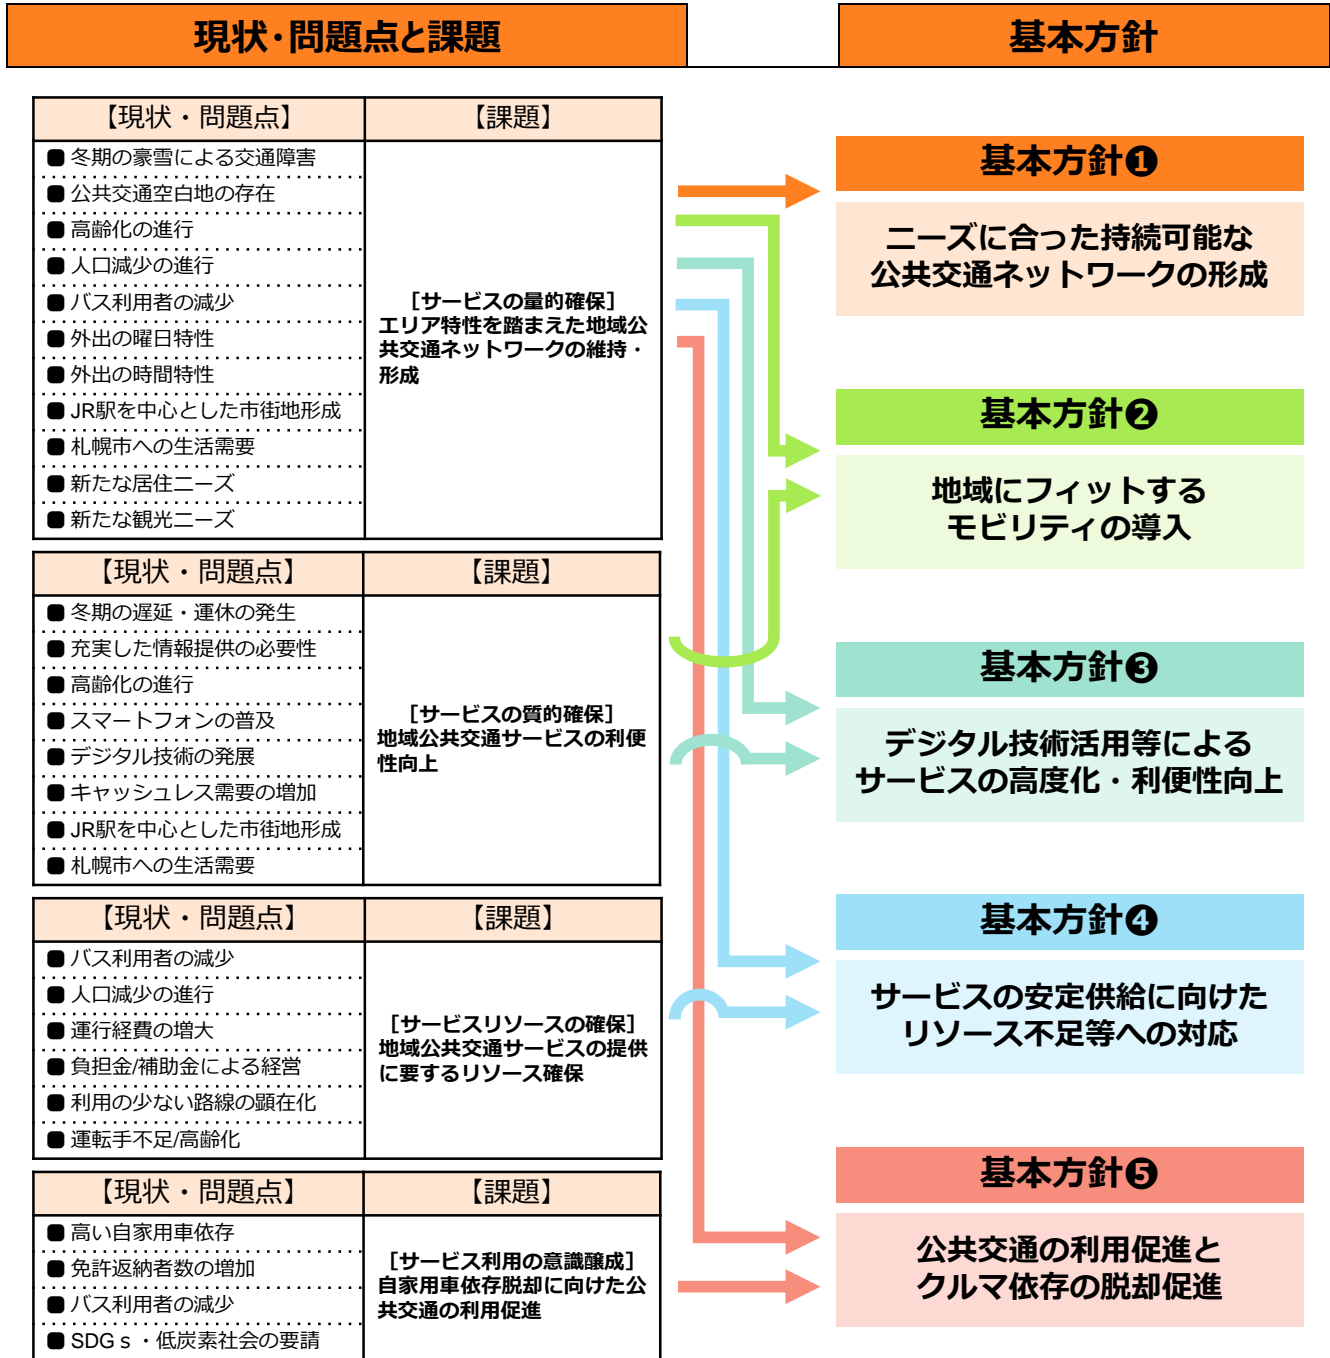 現状･問題点と課題
基本方針
【現状・問題点】
【課題】
■ 冬期の豪雪による交通障害
■ 公共交通空白地の存在
■ 高齢化の進行
■ 人口減少の進行
■ バス利用者の減少
■ 外出の曜日特性
■ 外出の時間特性
■ JR駅を中心とした市街地形成
■ 札幌市への生活需要
■ 新たな居住ニーズ
■ 新たな観光ニーズ
［サービスの量的確保］
エリア特性を踏まえた地域公
共交通ネットワークの維持・
形成
【現状・問題点】
【課題】
■ 冬期の遅延・運休の発生
■ 充実した情報提供の必要性
■ 高齢化の進行
■ スマートフォンの普及
■ デジタル技術の発展
■ キャッシュレス需要の増加
■ JR駅を中心とした市街地形成
■ 札幌市への生活需要
［サービスの質的確保］
地域公共交通サービスの利便
性向上
【現状・問題点】
【課題】
■ バス利用者の減少
■ 人口減少の進行
■ 運行経費の増大
■ 負担金/補助金による経営
■ 利用の少ない路線の顕在化
■ 運転手不足/高齢化
［サービスリソースの確保］
地域公共交通サービスの提供
に要するリソース確保
【現状・問題点】
【課題】
■ 高い自家用車依存
■ 免許返納者数の増加
■ バス利用者の減少
■ SDGｓ・低炭素社会の要請
［サービス利用の意識醸成］
自家用車依存脱却に向けた公
共交通の利用促進
基本方針❶
ニーズに合った持続可能な
公共交通ネットワークの形成
基本方針❷
地域にフィットする
モビリティの導入
基本方針❸
デジタル技術活用等による
サービスの高度化・利便性向上
基本方針❹
サービスの安定供給に向けた
リソース不足等への対応
基本方針❺
公共交通の利用促進と
クルマ依存の脱却促進